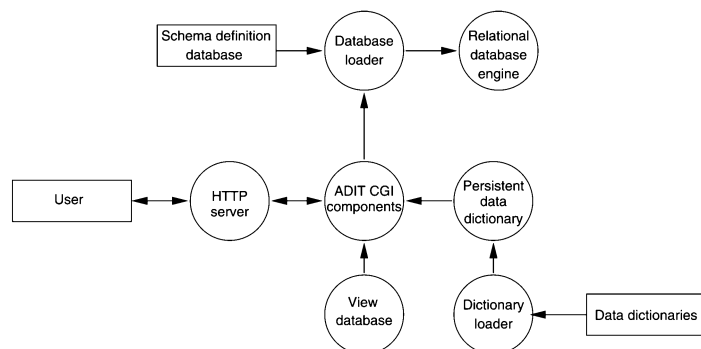 Schema definition
database
Database
loader
Relational
database
engine
User
HTTP
server
ADIT CGI
components
Persistent
data
dictionary
View
database
Dictionary
loader
Data dictionaries